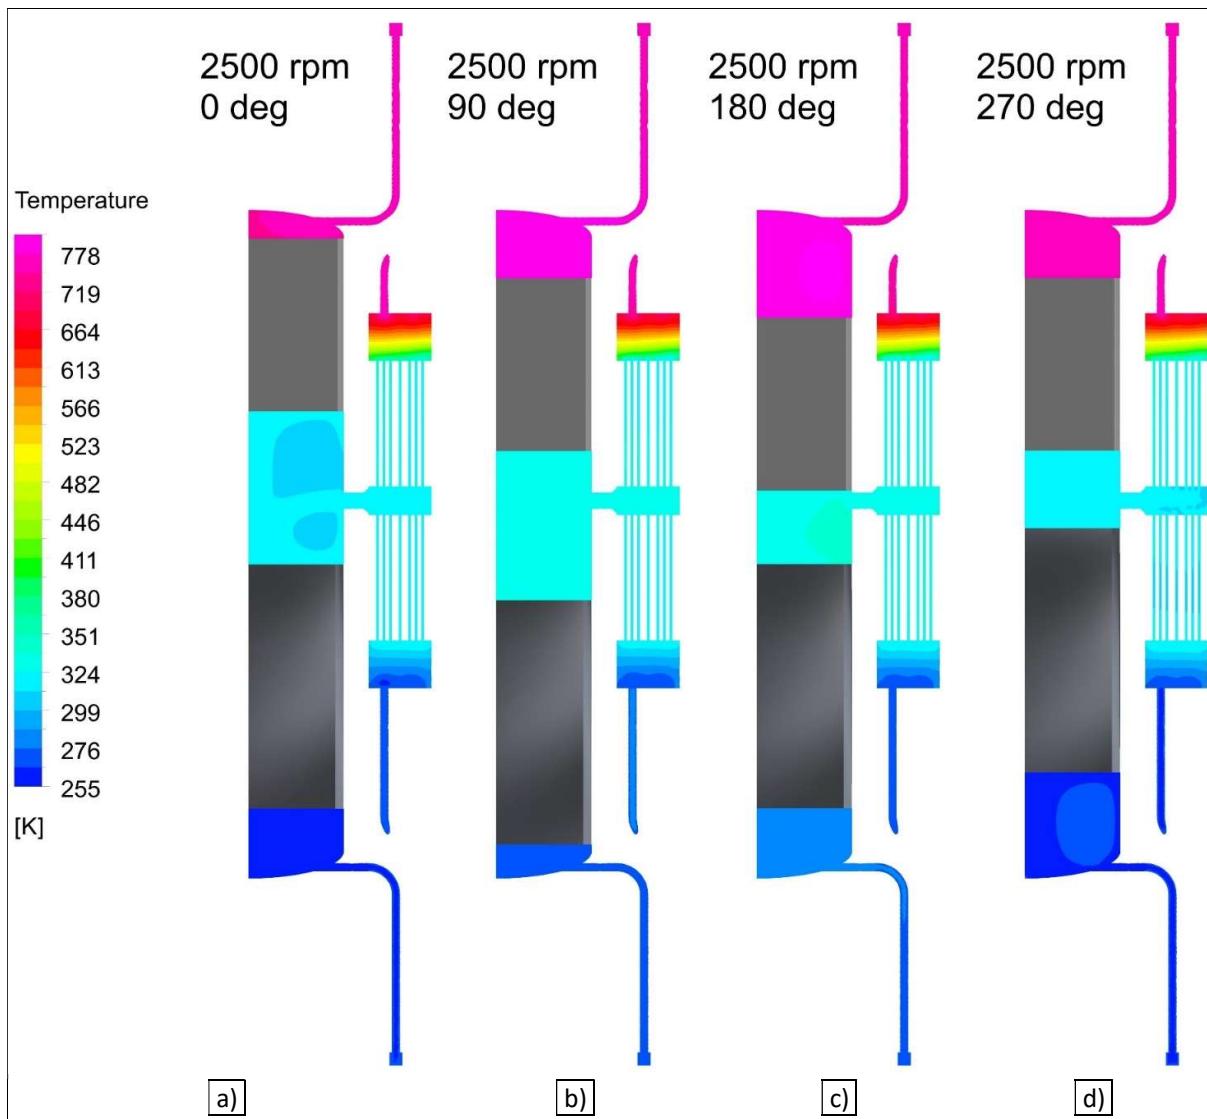 2500 rpm
0 deg
2500 rpm
90 deg
2500 rpm
180 deg
2500 rpm
270 deg
Temperature
778
719
664
613
566
523
482
446
411
380
351
324
299
276
255
[K]
a)
b)
c)
d)